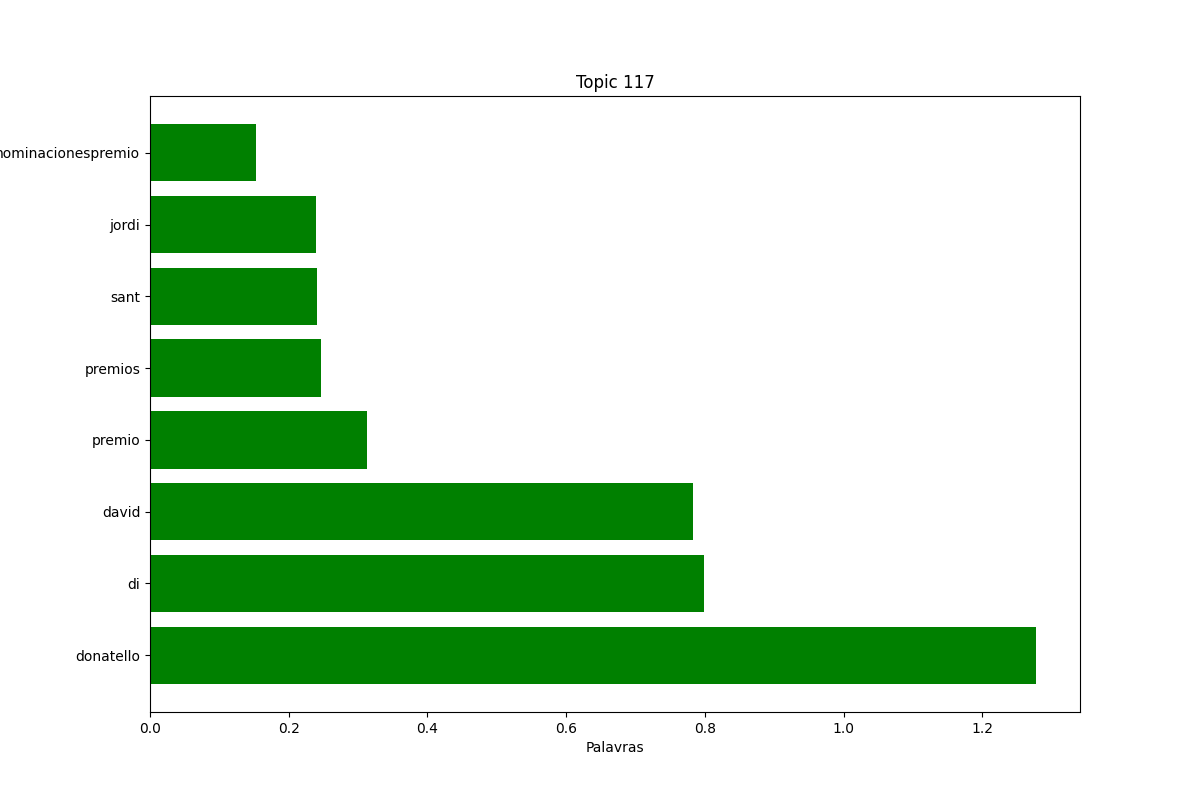 Topic 117
nominacionespremio
jordi
sant
premios
premio
david
di
donatello
0.0 0.2 0.4 0.6 0.8 1.0 1.2
Palavras